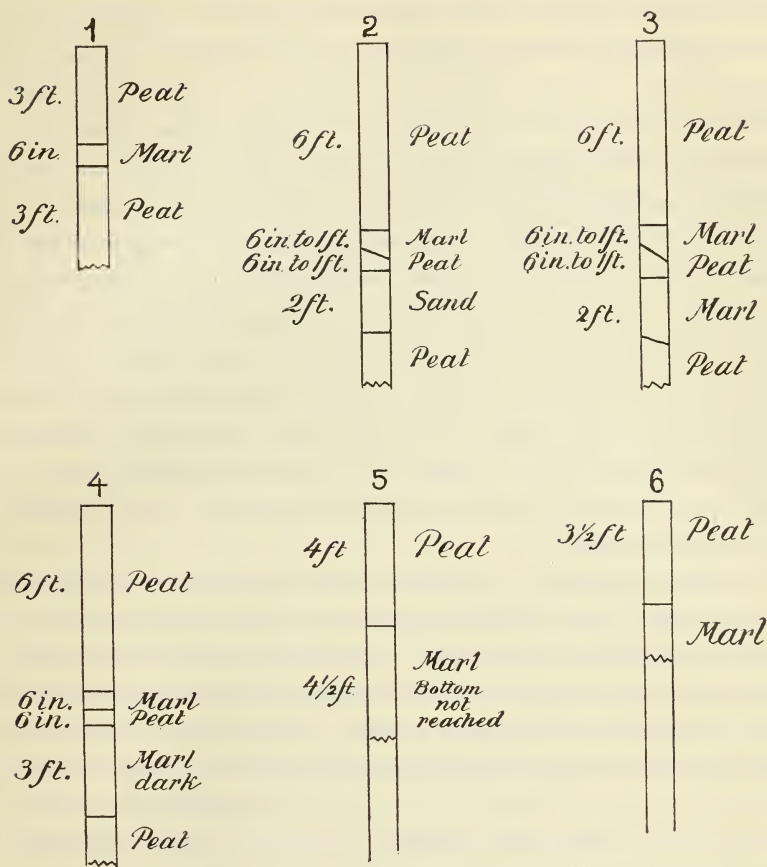 1
3 ft. Peat
6 in. Marl
3 ft. Peat
2
6 ft. Peat
6 in. to 1 ft. Marl
6 in. to 1 ft. Peat
2 ft. Sand
Peat
3
6 ft. Peat
6 in. to 1 ft. Marl
6 in. to 1 ft. Peat
2 ft. Marl
Peat
4
6 ft. Peat
6 in. Marl
6 in. Peat
3 ft. Marl
dark
Peat
5
4 ft Peat
4½ ft. Marl
Bottom
not
reached
6
3½ ft Peat
Marl